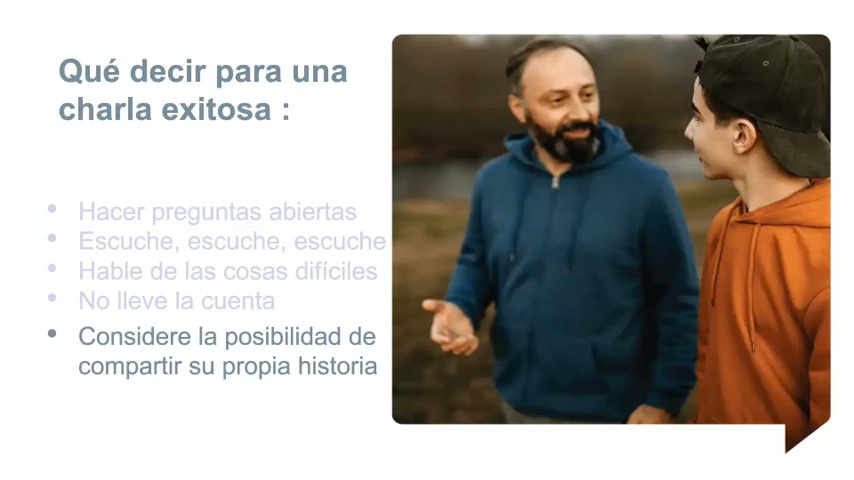 Qué decir para una
charla exitosa :
• Hacer preguntas abiertas
• Escuche, escuche, escuche
• Hable de las cosas difíciles
• No lleve la cuenta
• Considere la posibilidad de
compartir su propia historia